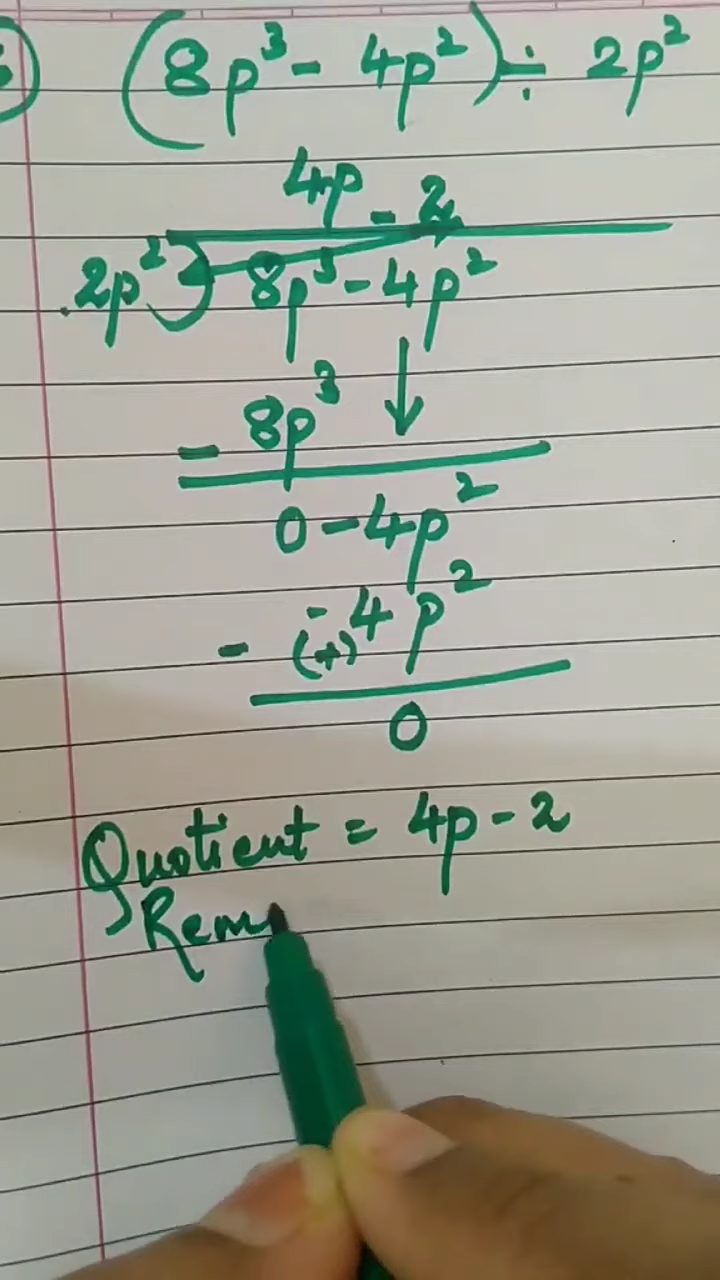 (8p³ - 4p²) ÷ 2p²
4p - 2
2p² ) 8p³ - 4p²
- 8p³ ↓
0 - 4p²
- (+) -4p²
0
Quotient = 4p - 2
Rem